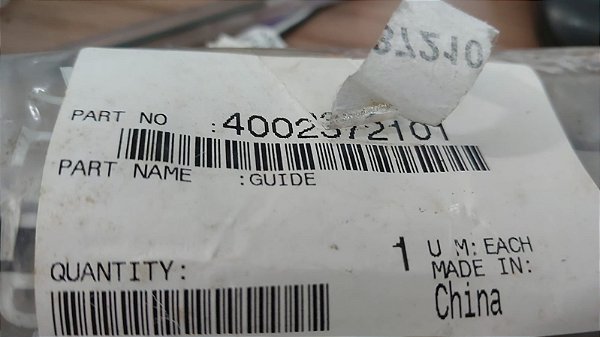 PART NO :4002372101
PART NAME :GUIDE
1 U M: EACH
QUANTITY: MADE IN:
China